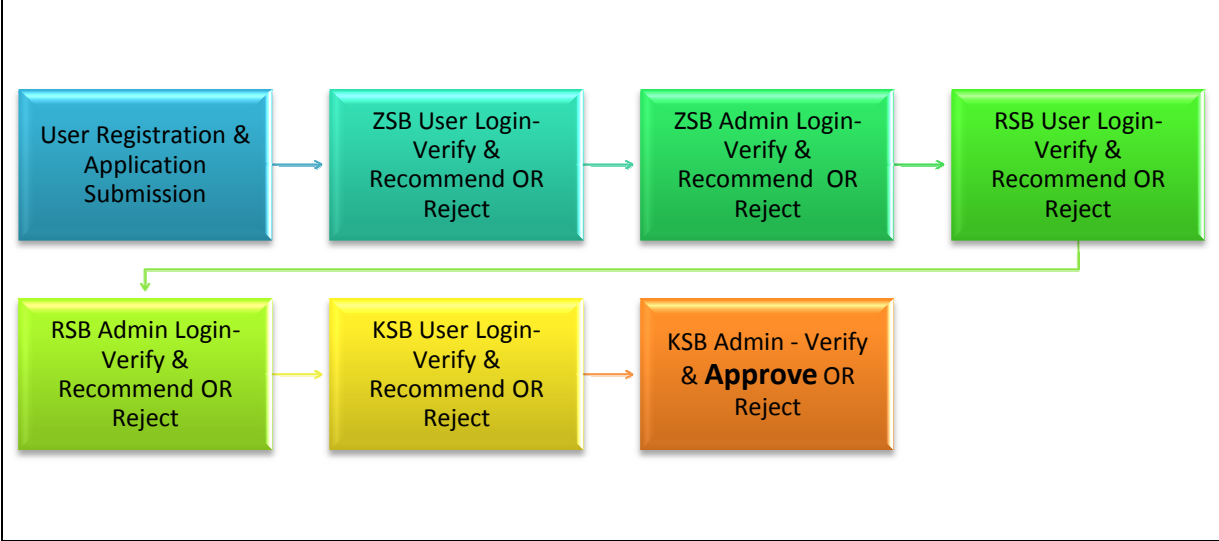 User Registration &
Application
Submission
ZSB User Login-
Verify &
Recommend OR
Reject
ZSB Admin Login-
Verify &
Recommend  OR
Reject
RSB User Login-
Verify &
Recommend OR
Reject
RSB Admin Login-
Verify &
Recommend OR
Reject
KSB User Login-
Verify &
Recommend OR
Reject
KSB Admin - Verify
& Approve OR
Reject